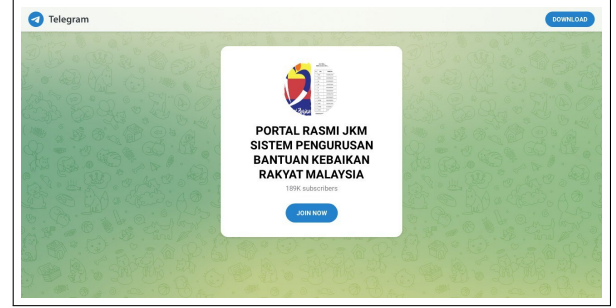 Telegram
DOWNLOAD
PORTAL RASMI JKM
SISTEM PENGURUSAN
BANTUAN KEBAIKAN
RAKYAT MALAYSIA
189K subscribers
JOIN NOW